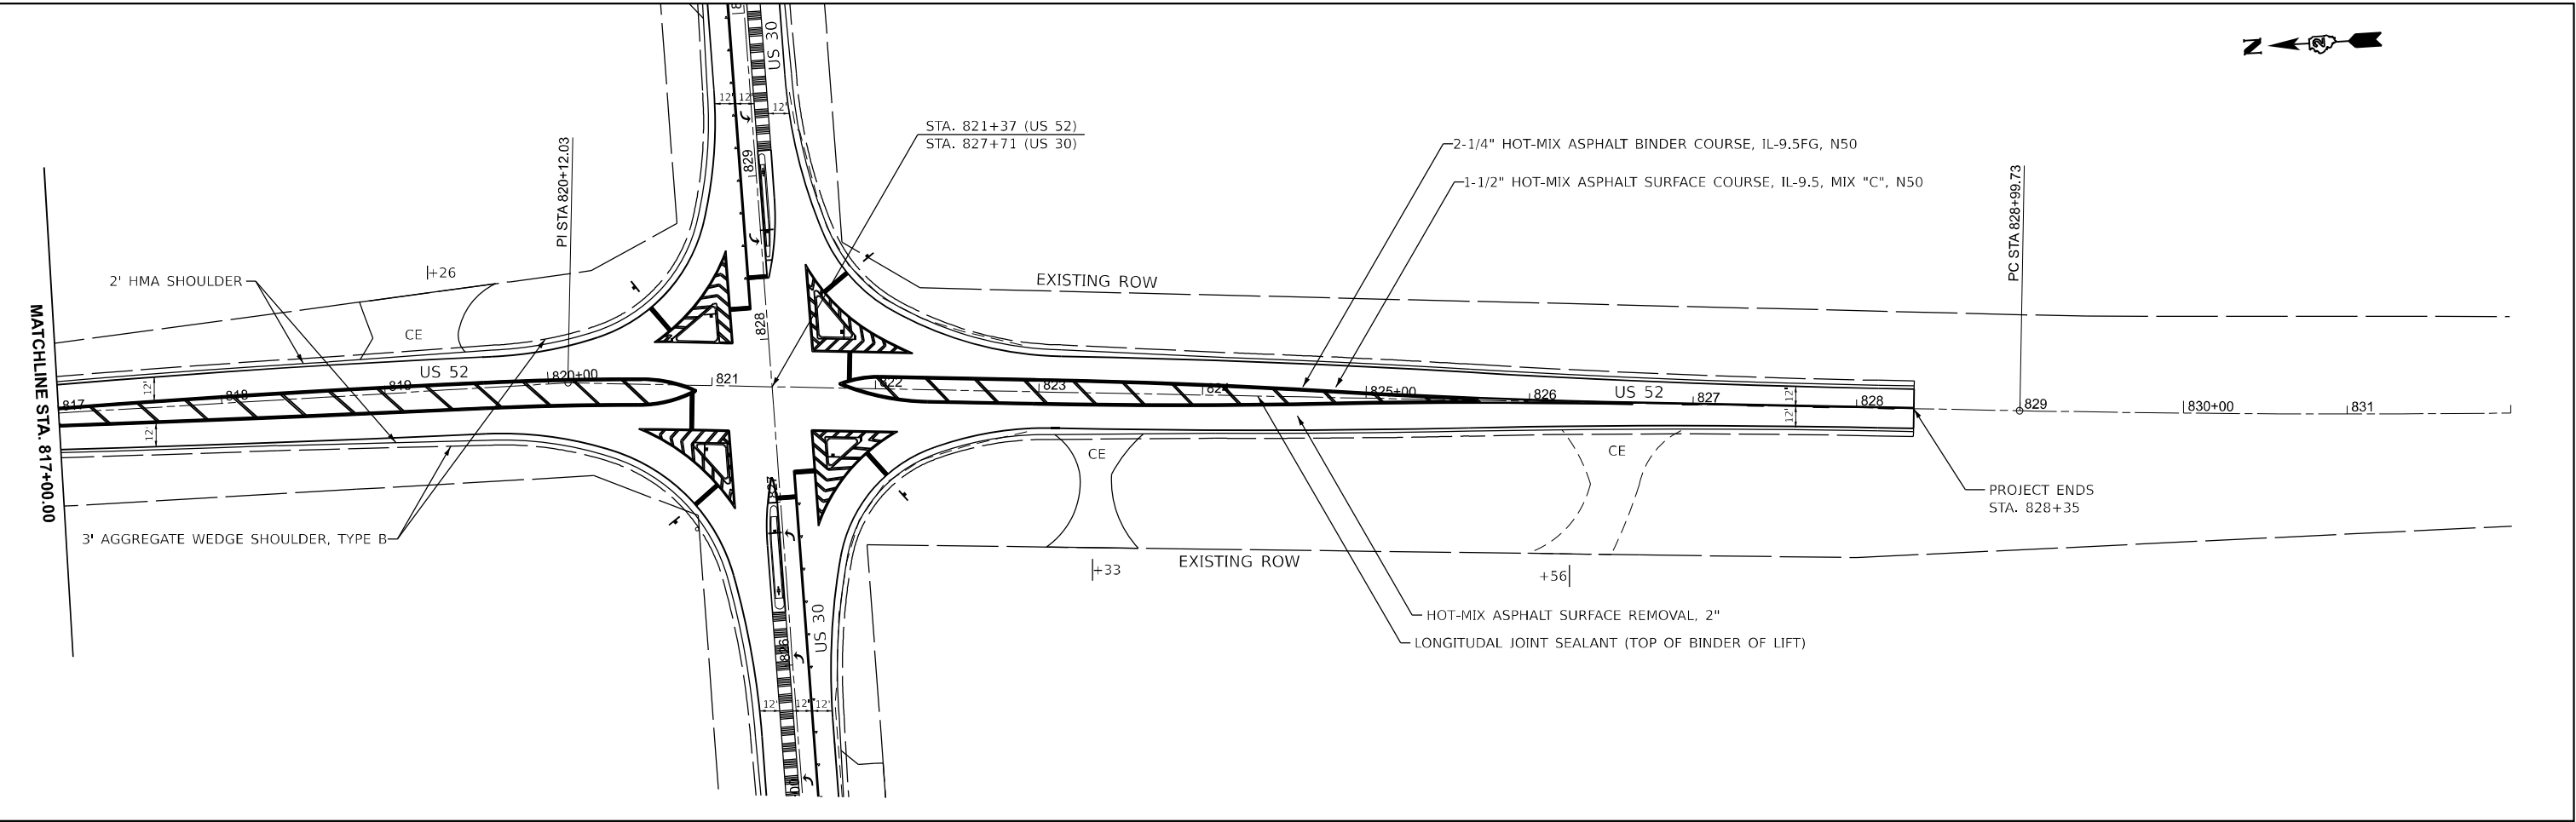 US 30
N
2
12'
12'
12'
829
STA. 821+37 (US 52)
STA. 827+71 (US 30)
PI STA 820+12.03
2-1/4" HOT-MIX ASPHALT BINDER COURSE, IL-9.5FG, N50
1-1/2" HOT-MIX ASPHALT SURFACE COURSE, IL-9.5, MIX "C", N50
PC STA 828+99.73
2' HMA SHOULDER
+26
EXISTING ROW
MATCHLINE STA. 817+00.00
CE
828
US 52
12'
12'
817
818
819
820+00
821
822
823
824
825+00
826
US 52
827
12'
12'
828
829
830+00
831
CE
CE
827
PROJECT ENDS
STA. 828+35
3' AGGREGATE WEDGE SHOULDER, TYPE B
EXISTING ROW
+33
+56
HOT-MIX ASPHALT SURFACE REMOVAL, 2"
LONGITUDAL JOINT SEALANT (TOP OF BINDER OF LIFT)
US 30
826
12'
12'
12'